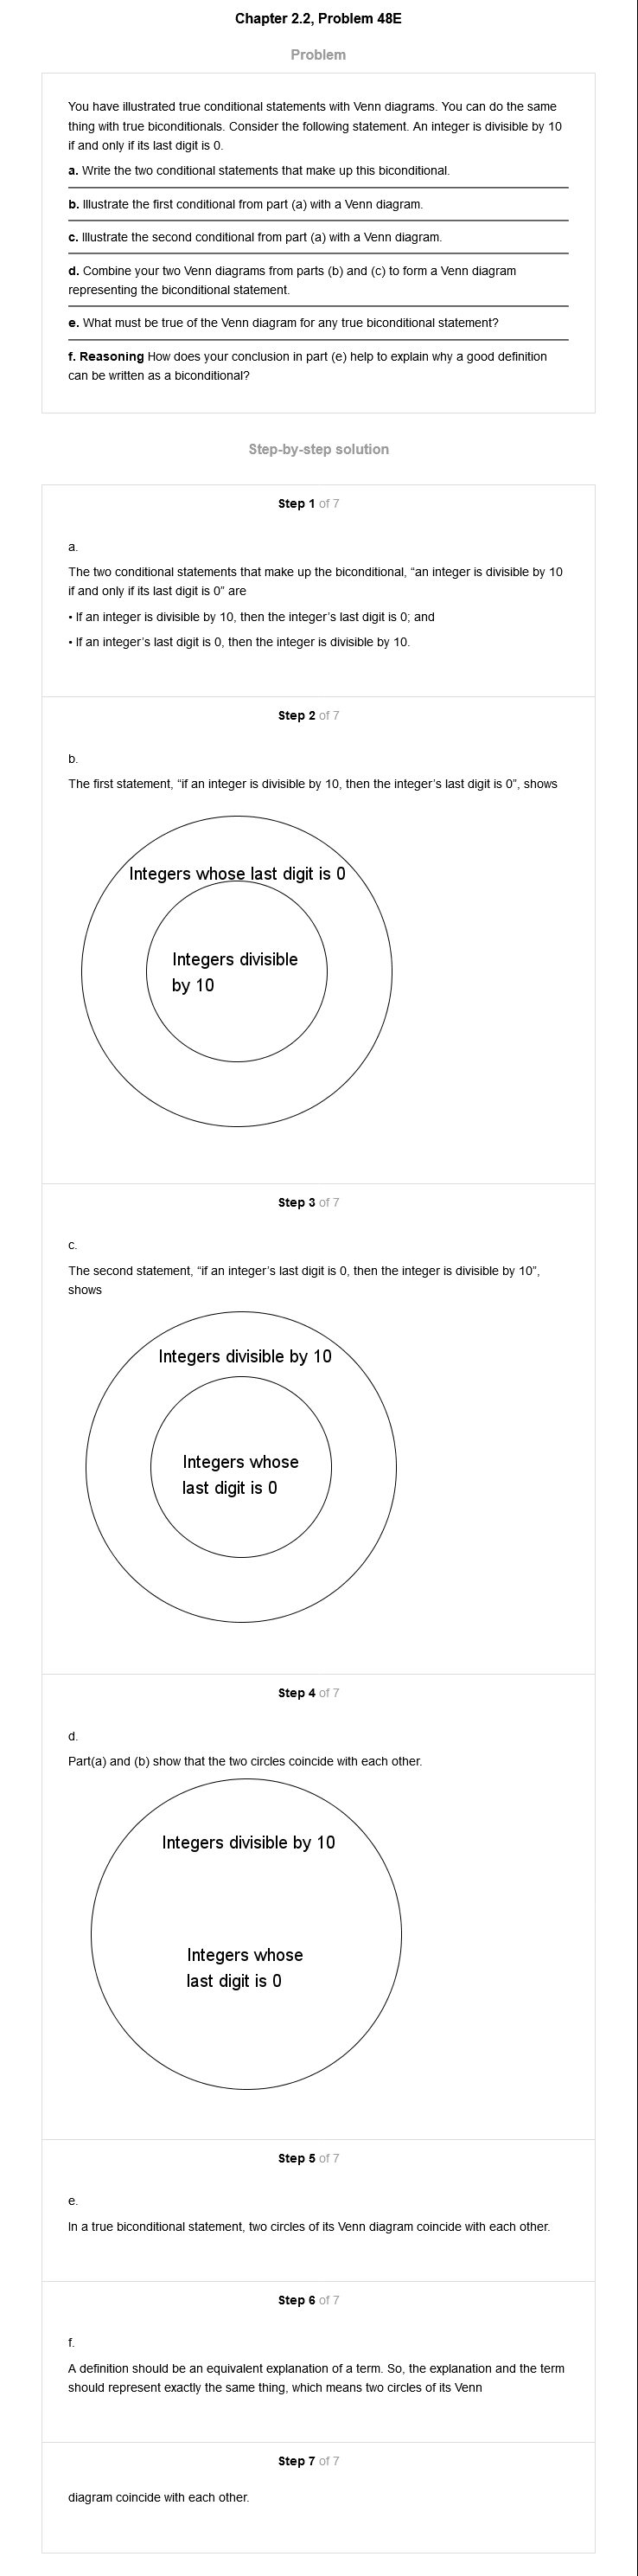 Chapter 2.2, Problem 48E
Problem
You have illustrated true conditional statements with Venn diagrams. You can do the same
thing with true biconditionals. Consider the following statement. An integer is divisible by 10
if and only if its last digit is 0.
a. Write the two conditional statements that make up this biconditional.
b. Illustrate the first conditional from part (a) with a Venn diagram.
c. Illustrate the second conditional from part (a) with a Venn diagram.
d. Combine your two Venn diagrams from parts (b) and (c) to form a Venn diagram
representing the biconditional statement.
e. What must be true of the Venn diagram for any true biconditional statement?
f. Reasoning How does your conclusion in part (e) help to explain why a good definition
can be written as a biconditional?
Step-by-step solution
Step 1 of 7
a.
The two conditional statements that make up the biconditional, “an integer is divisible by 10
if and only if its last digit is 0” are
• If an integer is divisible by 10, then the integer’s last digit is 0; and
• If an integer’s last digit is 0, then the integer is divisible by 10.
Step 2 of 7
b.
The first statement, “if an integer is divisible by 10, then the integer’s last digit is 0”, shows
Integers whose last digit is 0
Integers divisible
by 10
Step 3 of 7
c.
The second statement, “if an integer’s last digit is 0, then the integer is divisible by 10”,
shows
Integers divisible by 10
Integers whose
last digit is 0
Step 4 of 7
d.
Part(a) and (b) show that the two circles coincide with each other.
Integers divisible by 10
Integers whose
last digit is 0
Step 5 of 7
e.
In a true biconditional statement, two circles of its Venn diagram coincide with each other.
Step 6 of 7
f.
A definition should be an equivalent explanation of a term. So, the explanation and the term
should represent exactly the same thing, which means two circles of its Venn
Step 7 of 7
diagram coincide with each other.